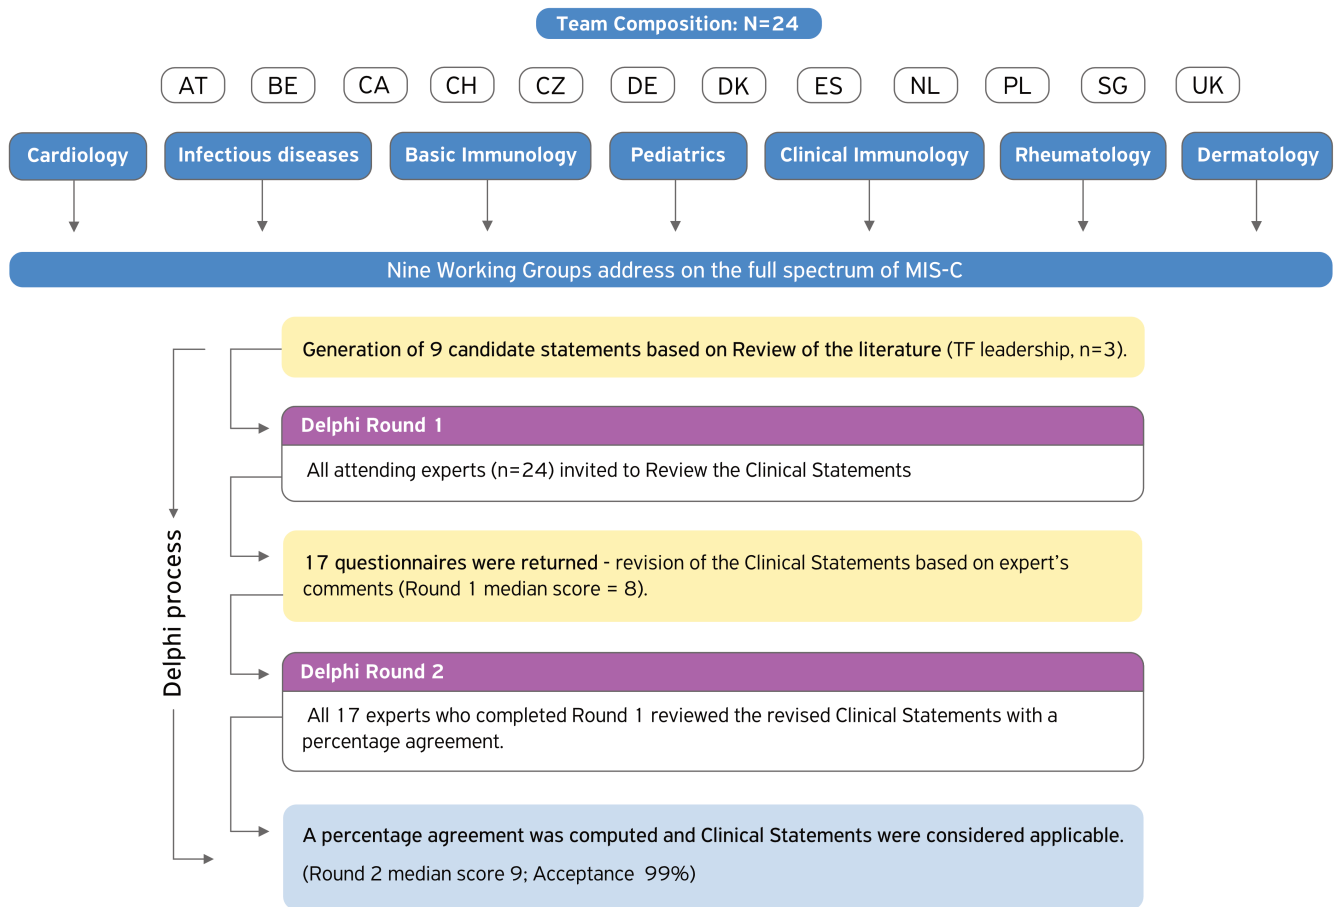 Team Composition: N=24
AT BE CA CH CZ DE DK ES NL PL SG UK
Cardiology Infectious diseases Basic Immunology Pediatrics Clinical Immunology Rheumatology Dermatology
Nine Working Groups address on the full spectrum of MIS-C
Delphi process
Generation of 9 candidate statements based on Review of the literature (TF leadership, n=3).
Delphi Round 1
All attending experts (n=24) invited to Review the Clinical Statements
17 questionnaires were returned - revision of the Clinical Statements based on expert's
comments (Round 1 median score = 8).
Delphi Round 2
All 17 experts who completed Round 1 reviewed the revised Clinical Statements with a
percentage agreement.
A percentage agreement was computed and Clinical Statements were considered applicable.
(Round 2 median score 9; Acceptance 99%)